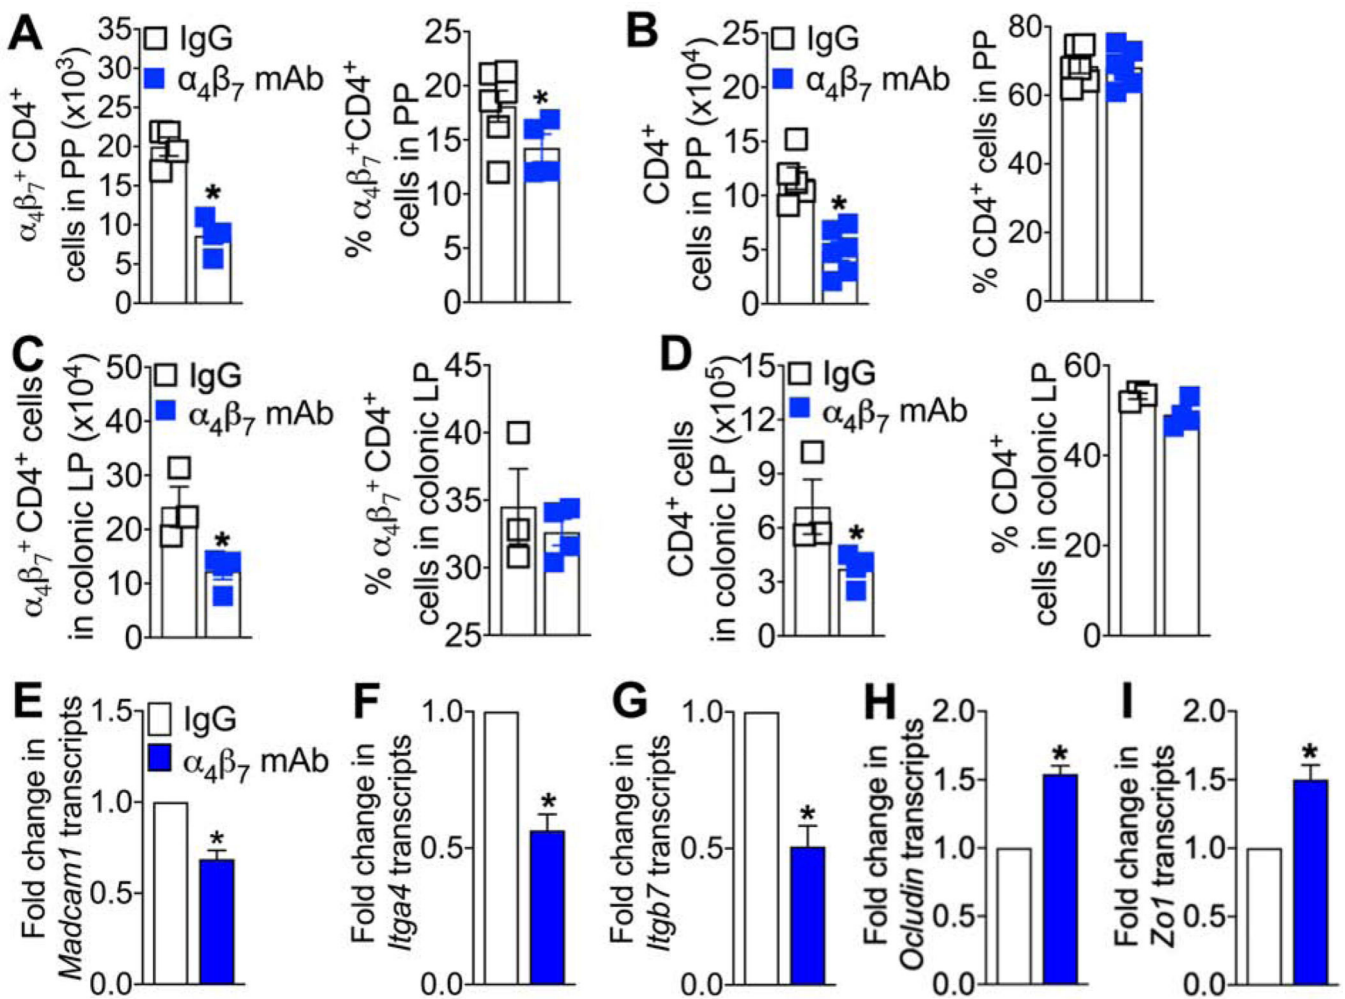 A
α4β7+ CD4+
cells in PP (x10³)
35
30
25
20
15
10
5
0
IgG
α4β7 mAb
*
% α4β7+CD4+
cells in PP
25
20
15
10
5
0
*
B
CD4+
cells in PP (x10⁴)
25
20
15
10
5
0
IgG
α4β7 mAb
*
% CD4+ cells in PP
80
60
40
20
0
C
α4β7+ CD4+ cells
in colonic LP (x10⁴)
50
40
30
20
10
0
IgG
α4β7 mAb
*
% α4β7+ CD4+
cells in colonic LP
45
40
35
30
25
D
CD4+ cells
in colonic LP (x10⁵)
15
12
9
6
3
0
IgG
α4β7 mAb
*
% CD4+
cells in colonic LP
60
40
20
0
E
Fold change in
Madcam1 transcripts
1.5
1.0
0.5
0.0
IgG
α4β7 mAb
*
F
Fold change in
Itga4 transcripts
1.0
0.5
0.0
*
G
Fold change in
Itgb7 transcripts
1.0
0.5
0.0
*
H
Fold change in
Ocludin transcripts
2.0
1.5
1.0
0.5
0.0
*
I
Fold change in
Zo1 transcripts
2.0
1.5
1.0
0.5
0.0
*